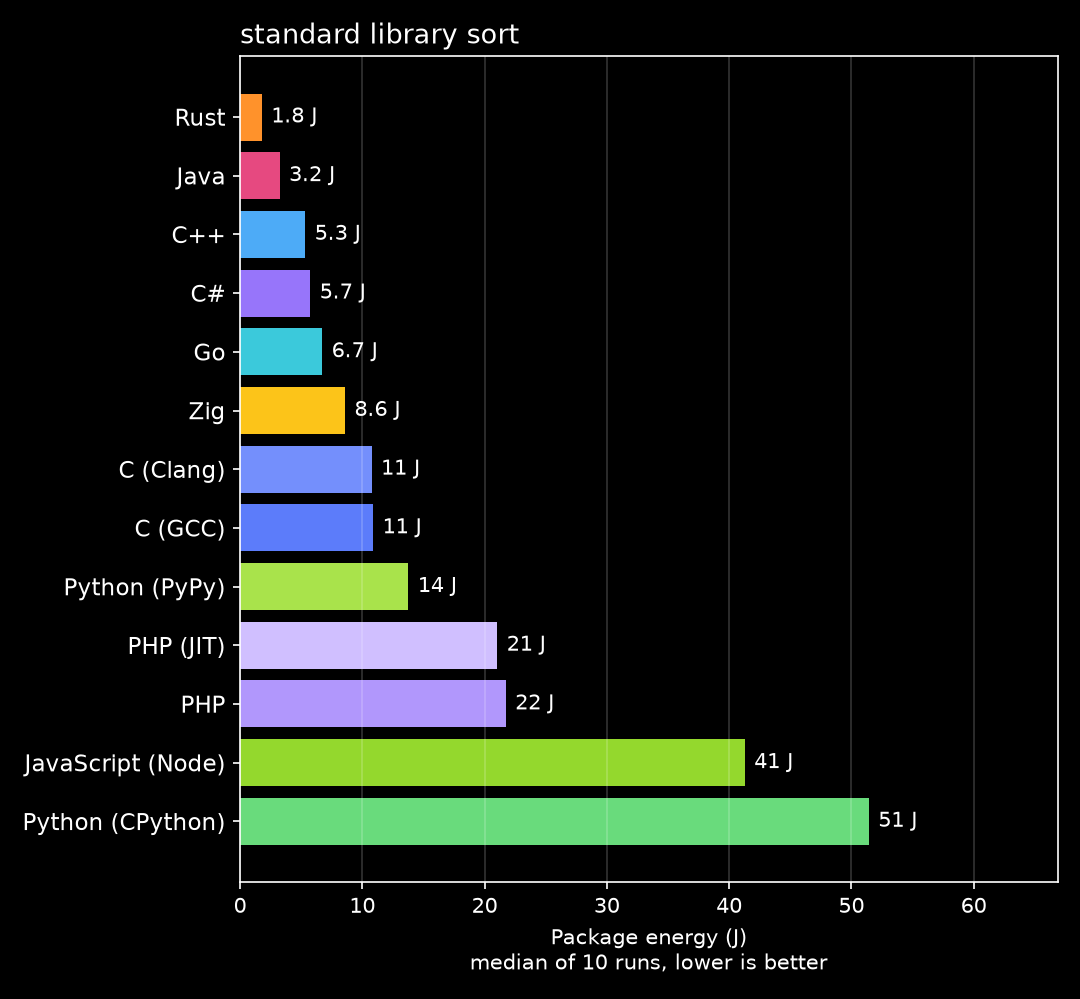 standard library sort
Rust 1.8 J
Java 3.2 J
C++ 5.3 J
C# 5.7 J
Go 6.7 J
Zig 8.6 J
C (Clang) 11 J
C (GCC) 11 J
Python (PyPy) 14 J
PHP (JIT) 21 J
PHP 22 J
JavaScript (Node) 41 J
Python (CPython) 51 J
0 10 20 30 40 50 60
Package energy (J)
median of 10 runs, lower is better